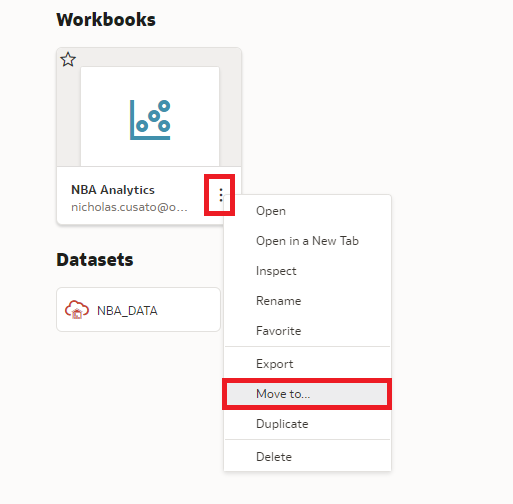 Workbooks
NBA Analytics
nicholas.cusato@o...
Open
Open in a New Tab
Inspect
Rename
Favorite
Export
Move to...
Duplicate
Delete
Datasets
NBA_DATA